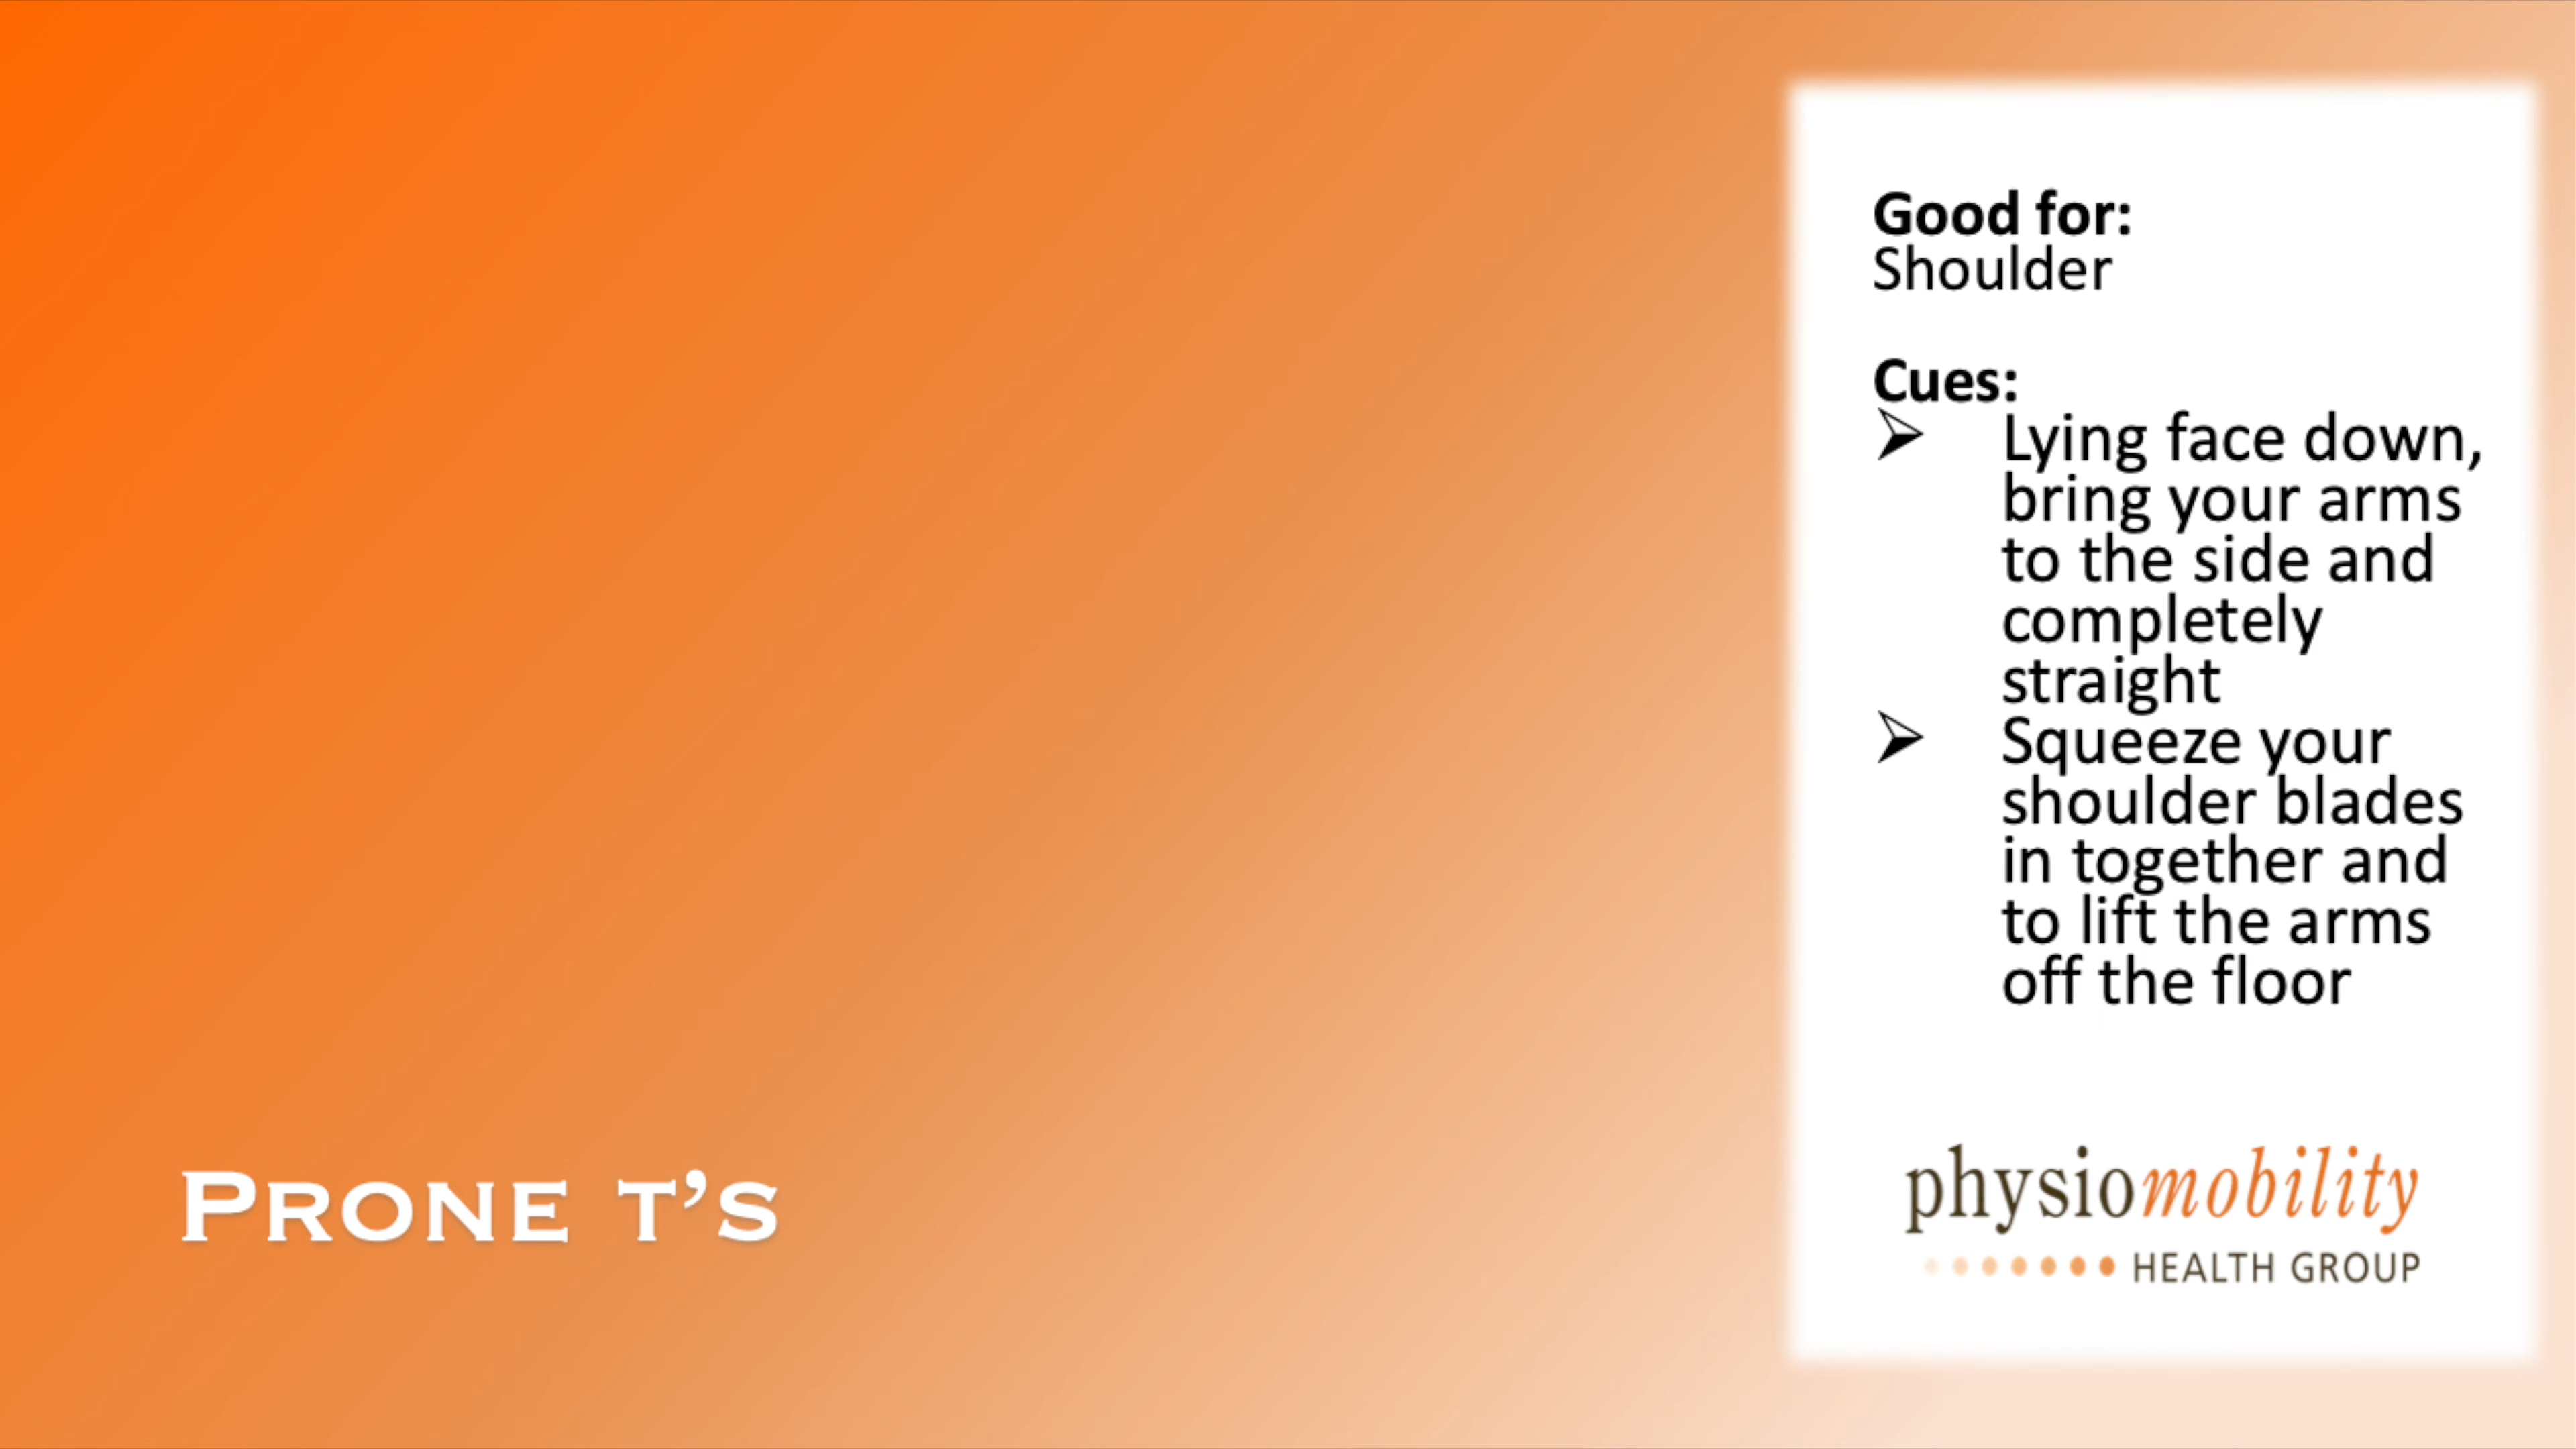 Good for:
Shoulder
Cues:
➢ Lying face down,
bring your arms
to the side and
completely
straight
➢ Squeeze your
shoulder blades
in together and
to lift the arms
off the floor
PRONE T’S
physiomobility
HEALTH GROUP